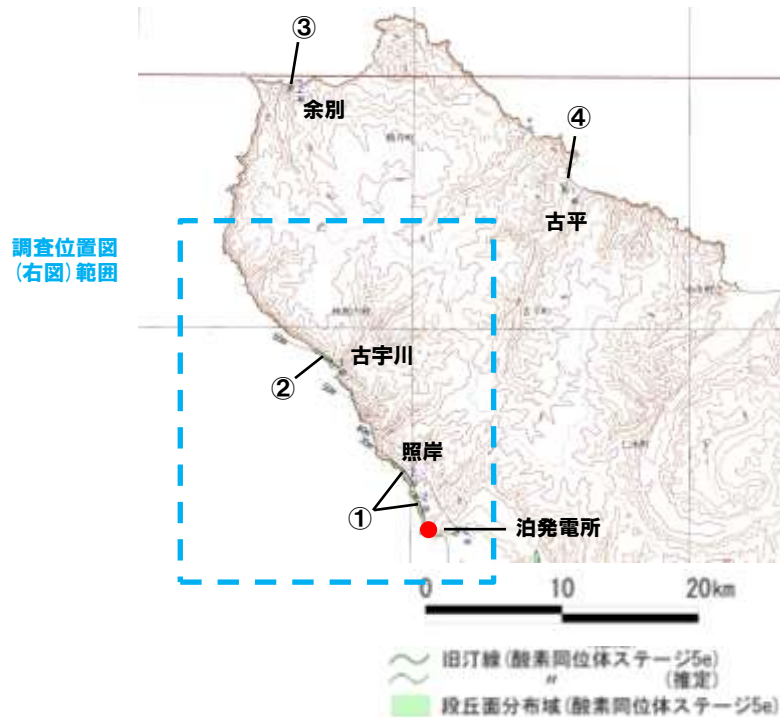 ③
余別
④
古平
調査位置図
(右図)範囲
古宇川
②
照岸
①
泊発電所
0 10 20km
旧汀線(酸素同位体ステージ5e)
〃 (推定)
段丘面分布域(酸素同位体ステージ5e)